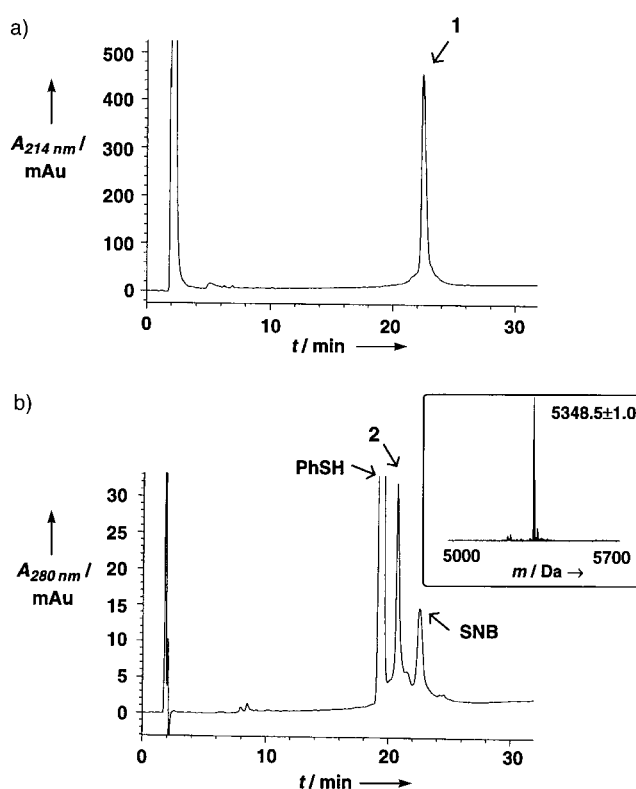 a)
1
500
400
300
200
100
0
A214 nm /
mAu
0 10 20 30
t / min
b)
5348.5±1.0
5000 5700
m / Da →
2
PhSH
SNB
30
25
20
15
10
5
0
A280 nm /
mAu
0 10 20 30
t / min